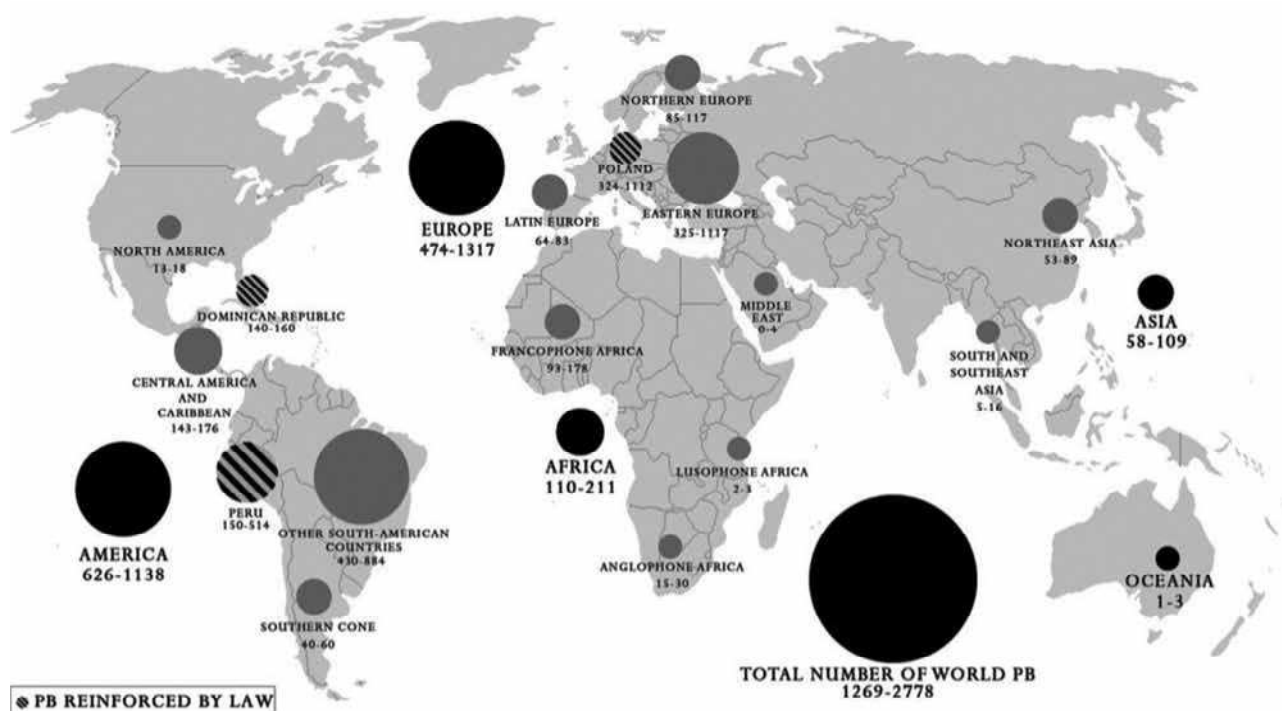 NORTHERN EUROPE
85-117
POLAND
324-1112
EUROPE
474-1317
LATIN EUROPE
64-83
EASTERN EUROPE
325-1117
NORTH AMERICA
13-18
NORTHEAST ASIA
53-89
DOMINICAN REPUBLIC
140-160
MIDDLE
EAST
0-4
ASIA
58-109
FRANCOPHONE AFRICA
93-178
SOUTH AND
SOUTHEAST
ASIA
5-16
CENTRAL AMERICA
AND
CARIBBEAN
143-176
AFRICA
110-211
LUSOPHONE AFRICA
2-3
PERU
150-514
OTHER SOUTH-AMERICAN
COUNTRIES
430-884
AMERICA
626-1138
ANGLOPHONE AFRICA
15-30
OCEANIA
1-3
SOUTHERN CONE
40-60
TOTAL NUMBER OF WORLD PB
1269-2778
PB REINFORCED BY LAW